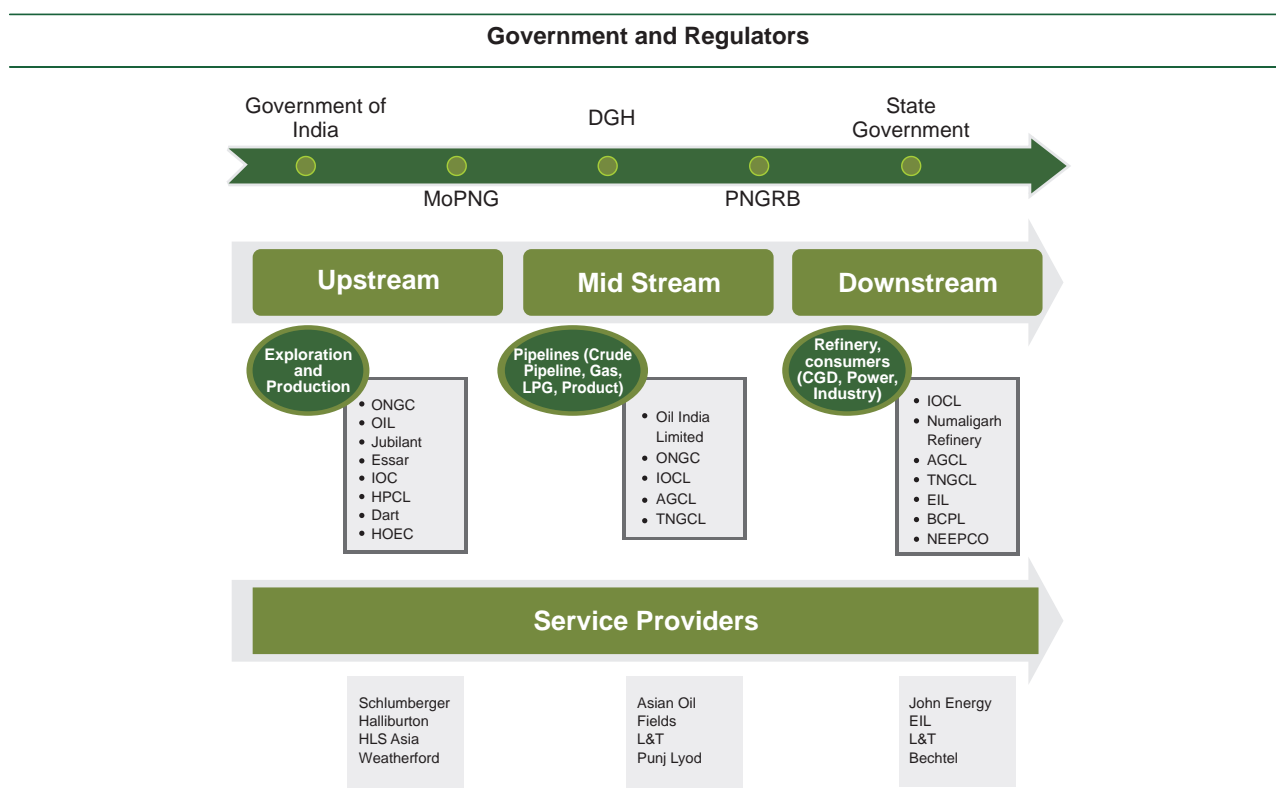 Government and Regulators
Government of
India
DGH
State
Government
MoPNG
PNGRB
Upstream
Mid Stream
Downstream
Exploration
and
Production
Pipelines (Crude
Pipeline, Gas,
LPG, Product)
Refinery,
consumers
(CGD, Power,
Industry)
• ONGC
• OIL
• Jubilant
• Essar
• IOC
• HPCL
• Dart
• HOEC
• Oil India
Limited
• ONGC
• IOCL
• AGCL
• TNGCL
• IOCL
• Numaligarh
Refinery
• AGCL
• TNGCL
• EIL
• BCPL
• NEEPCO
Service Providers
Schlumberger
Halliburton
HLS Asia
Weatherford
Asian Oil
Fields
L&T
Punj Lyod
John Energy
EIL
L&T
Bechtel